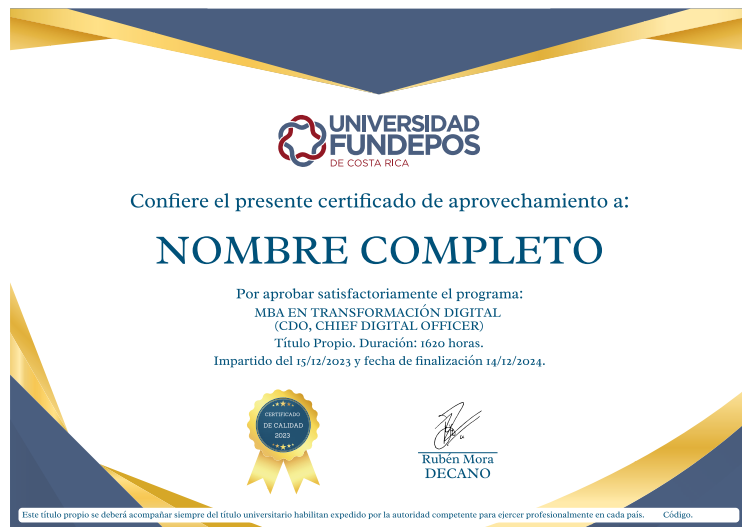 UNIVERSIDAD
FUNDEPOS
DE COSTA RICA
Confiere el presente certificado de aprovechamiento a:
NOMBRE COMPLETO
Por aprobar satisfactoriamente el programa:
MBA EN TRANSFORMACIÓN DIGITAL
(CDO, CHIEF DIGITAL OFFICER)
Título Propio. Duración: 1620 horas.
Impartido del 15/12/2023 y fecha de finalización 14/12/2024.
CERTIFICADO
DE CALIDAD
2023
Rubén Mora
DECANO
Este título propio se deberá acompañar siempre del título universitario habilitan expedido por la autoridad competente para ejercer profesionalmente en cada país. Código.